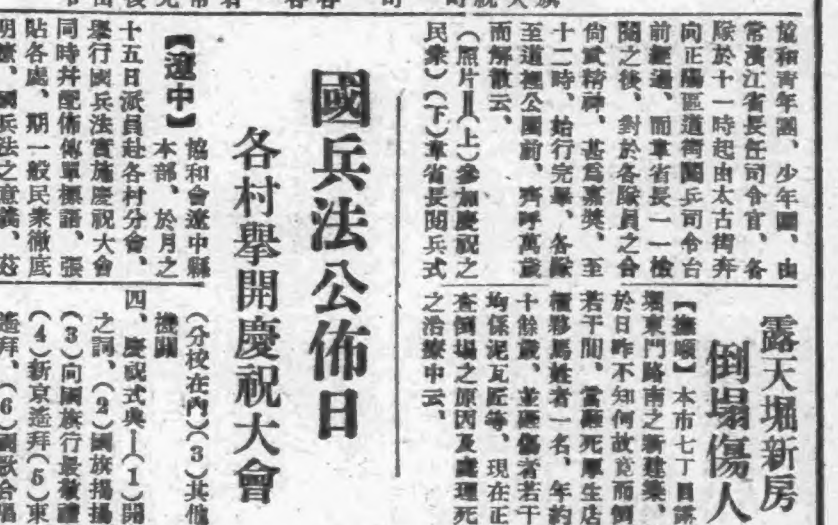 協和青年團、少年團、由
常濱江省長任司令官、各
隊於十一時起由太古街奔
向正陽區道街閱兵司令台
前經過、而韋省長一一檢
閱之後、對於各隊員之合
尙武精神、甚爲嘉獎、至
十二時、始行完畢、各隊
至道裡公園前、齊呼萬歲
而解散云、
(照片=(上)參加慶祝之
民衆)(下)韋省長閱兵式
國兵法公佈日
各村擧開慶祝大會
【遼中】 協和會遼中縣
本部、於月之
十五日派員赴各村分會、
擧行國兵法實施慶祝大會
同時幷配佈傳單標語、張
貼各處、期一般民衆徹底
明瞭、國兵法之意義、茲
露天堀新房
倒塌傷人
【撫順】 本市七丁目露天
堀東門路南之新建築、
於日昨不知何故竟而倒
若干間、當壓死厚生店
夥馬姓者一名、年約
十餘歲、並砸傷者若干
均係泥瓦匠等、現在正
查倒塌之原因及處理死
之治療中云、
(分校在內)(3)其他
機關
四、慶祝式典—(1)開
之詞、(2)國旗揭揚
(3)向國旗行最敬禮
(4)新京遙拜(5)東
遙拜、(6)國歌合唱